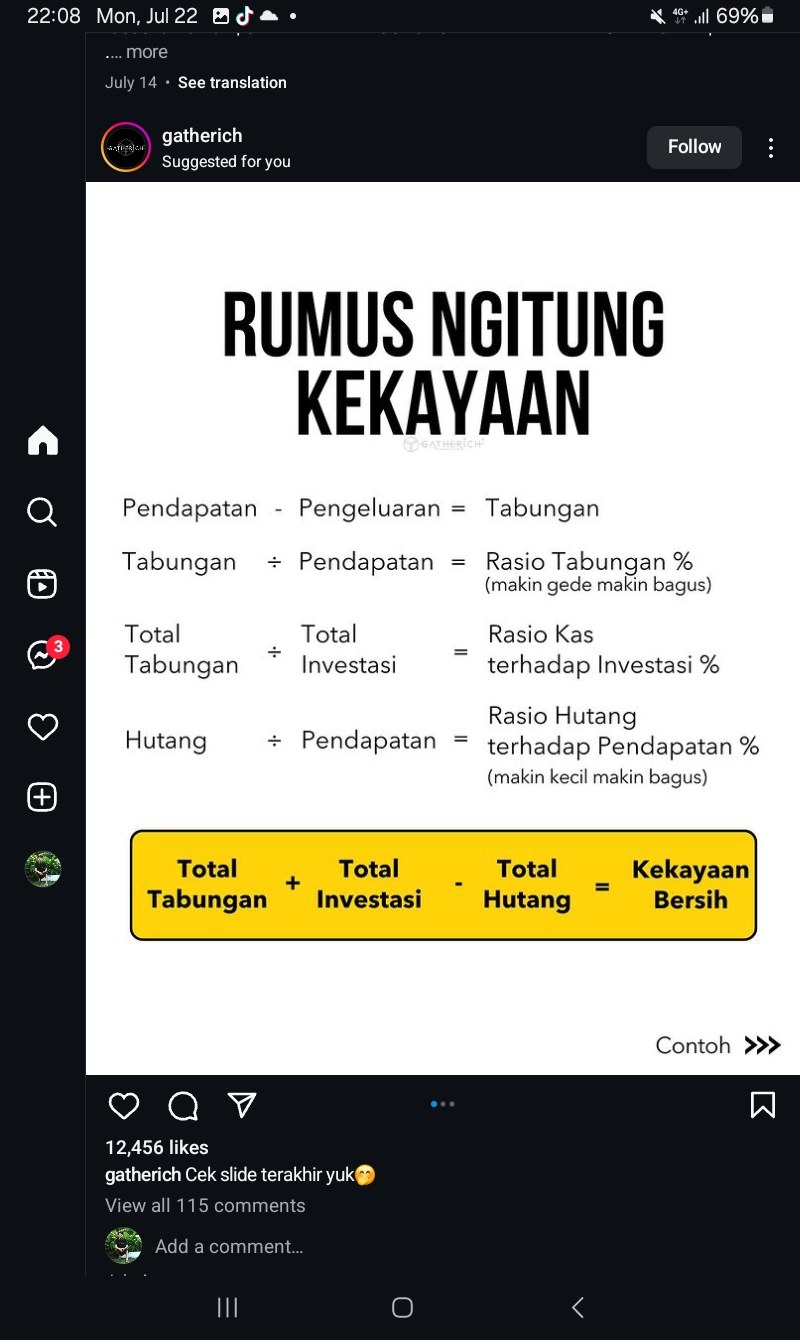 22:08 Mon, Jul 22 4G+ 69%
.... more
July 14 • See translation
GATHERICH
gatherich
Suggested for you
Follow
RUMUS NGITUNG
KEKAYAAN
GATHERICH
Pendapatan - Pengeluaran = Tabungan
Tabungan ÷ Pendapatan = Rasio Tabungan %
(makin gede makin bagus)
Total Total Rasio Kas
Tabungan ÷ Investasi = terhadap Investasi %
Rasio Hutang
Hutang ÷ Pendapatan = terhadap Pendapatan %
(makin kecil makin bagus)
Total Total Total Kekayaan
Tabungan + Investasi - Hutang = Bersih
Contoh >>>
3
12,456 likes
gatherich Cek slide terakhir yuk🤭
View all 115 comments
Add a comment...